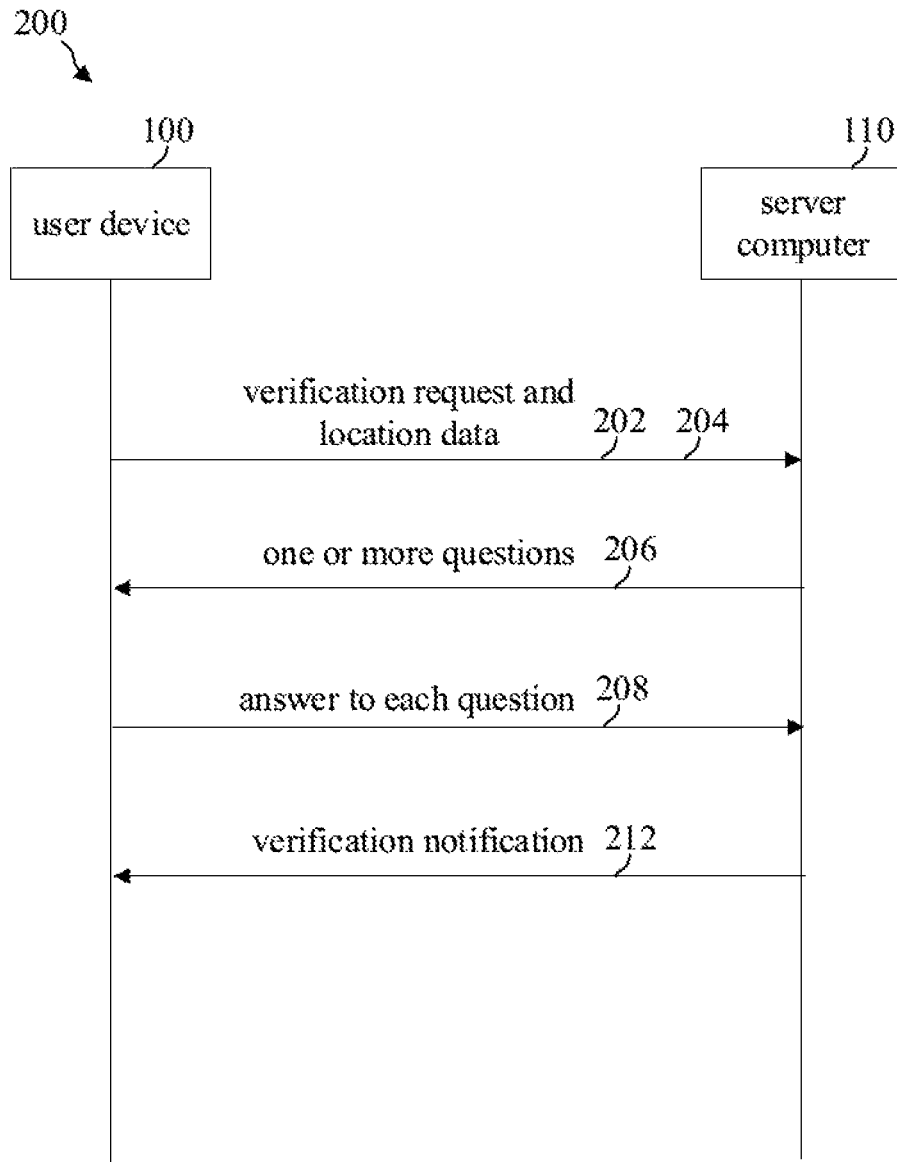 200
100
110
user device
server
computer
verification request and
location data 202 204
one or more questions 206
answer to each question 208
verification notification 212